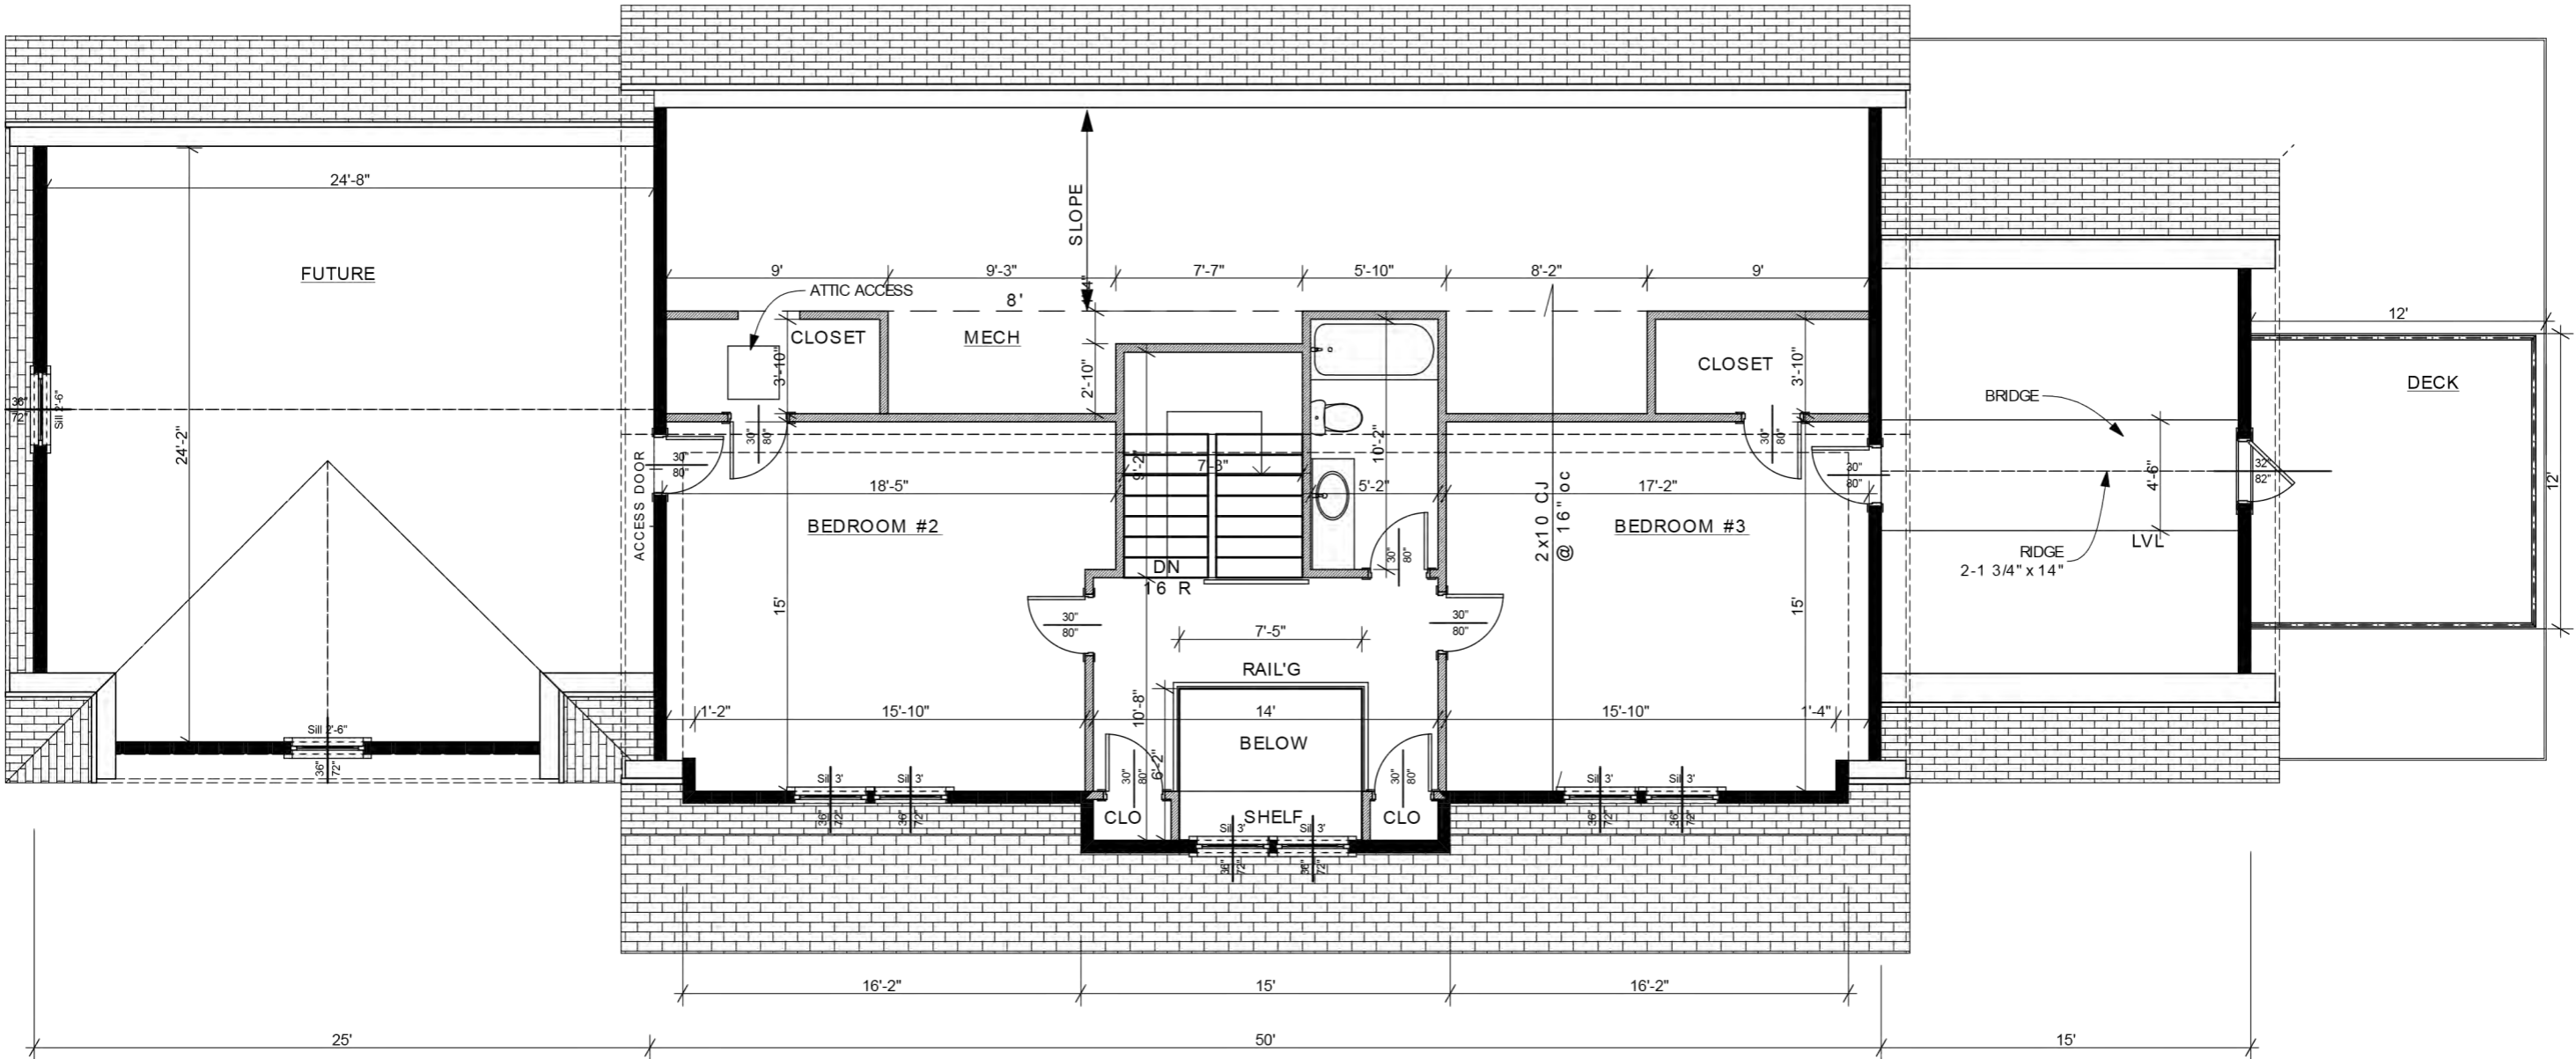 24'-8"
SLOPE
FUTURE
9'
9'-3"
7'-7"
5'-10"
8'-2"
9'
ATTIC ACCESS
8'
12'
CLOSET
MECH
3'-10"
2'-10"
CLOSET
3'-10"
DECK
BRIDGE
36"
72"
Sill 2'-6"
24'-2"
ACCESS DOOR
30"
80"
30"
80"
9'-2"
7'-3"
10'-2"
30"
80"
30"
80"
4'-6"
32"
82"
12'
18'-5"
5'-2"
17'-2"
BEDROOM #2
2x10 CJ
@ 16" oc
BEDROOM #3
LVL
RIDGE
2-1 3/4" x 14"
DN
16 R
30"
80"
15'
30"
80"
30"
80"
15'
7'-5"
RAIL'G
10'-8"
1'-2"
15'-10"
14'
15'-10"
1'-4"
Sill 2'-6"
36"
72"
BELOW
6'-2"
30"
80"
30"
80"
Sill 3'
Sill 3'
Sill 3'
Sill 3'
36"
72"
36"
72"
CLO
SHELF
CLO
36"
72"
36"
72"
Sill 3'
Sill 3'
36"
72"
36"
72"
16'-2"
15'
16'-2"
25'
50'
15'